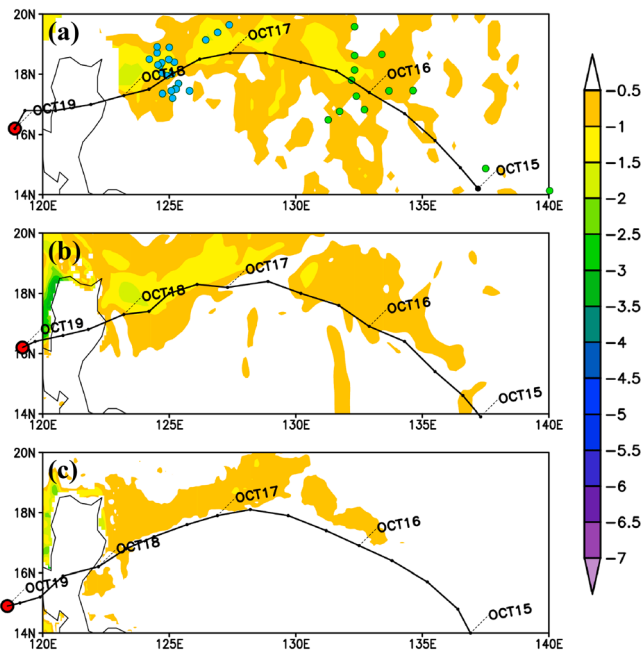 (a)
20N
18N
16N
14N
OCT19
OCT18
OCT17
OCT16
OCT15
120E 125E 130E 135E 140E
(b)
20N
18N
16N
14N
OCT19
OCT18
OCT17
OCT16
OCT15
120E 125E 130E 135E 140E
(c)
20N
18N
16N
14N
OCT19
OCT18
OCT17
OCT16
OCT15
120E 125E 130E 135E 140E
-0.5
-1
-1.5
-2
-2.5
-3
-3.5
-4
-4.5
-5
-5.5
-6
-6.5
-7